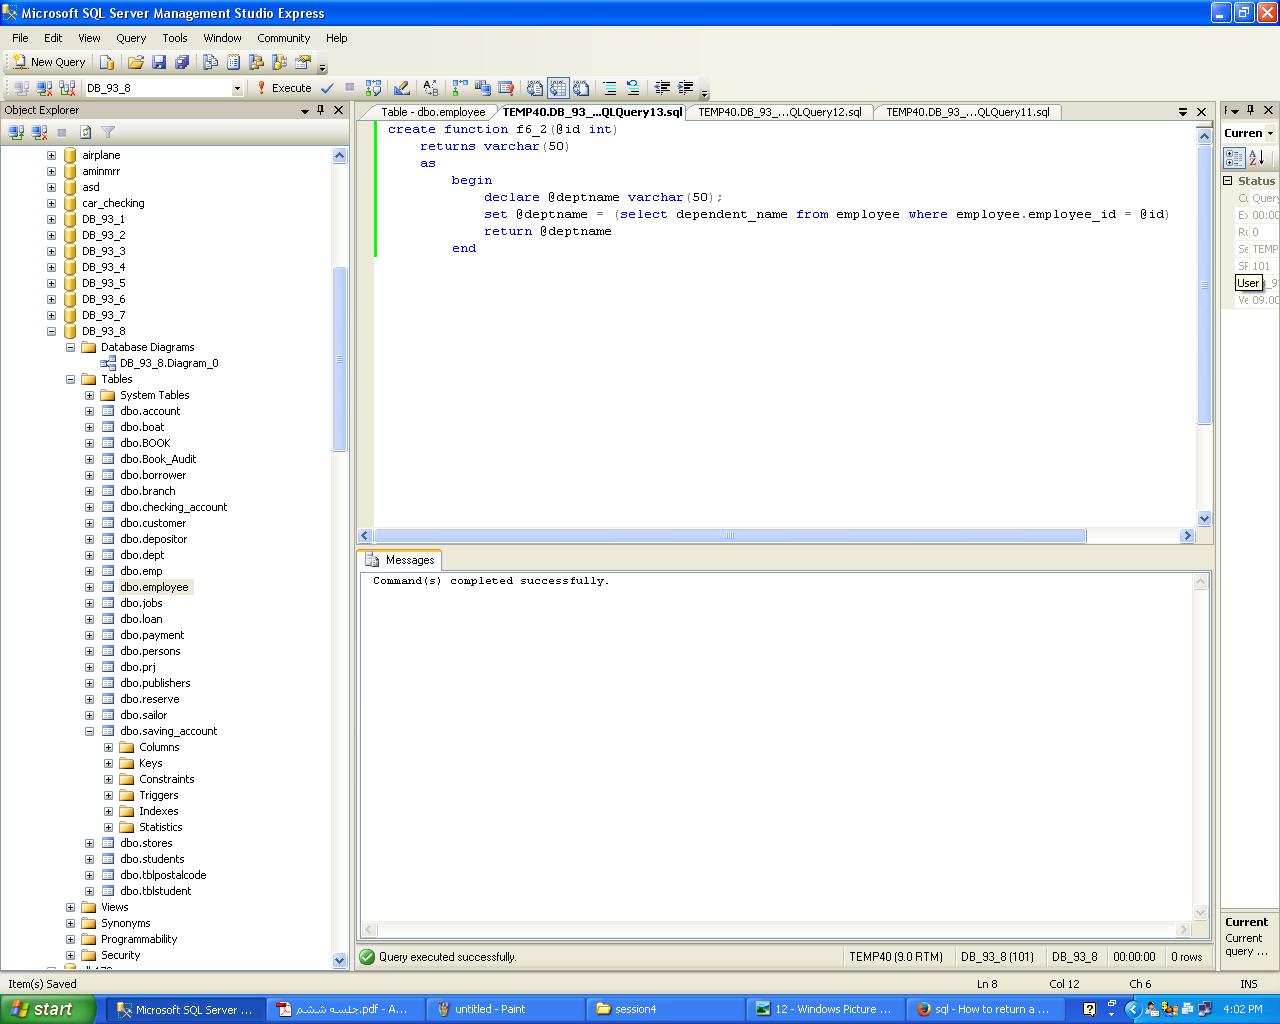 Microsoft SQL Server Management Studio Express
File Edit View Query Tools Window Community Help
New Query
DB_93_8 Execute
Object Explorer
airplane
aminmrr
asd
car_checking
DB_93_1
DB_93_2
DB_93_3
DB_93_4
DB_93_5
DB_93_6
DB_93_7
DB_93_8
Database Diagrams
DB_93_8.Diagram_0
Tables
System Tables
dbo.account
dbo.boat
dbo.BOOK
dbo.Book_Audit
dbo.borrower
dbo.branch
dbo.checking_account
dbo.customer
dbo.depositor
dbo.dept
dbo.emp
dbo.employee
dbo.jobs
dbo.loan
dbo.payment
dbo.persons
dbo.prj
dbo.publishers
dbo.reserve
dbo.sailor
dbo.saving_account
Columns
Keys
Constraints
Triggers
Indexes
Statistics
dbo.stores
dbo.students
dbo.tblpostalcode
dbo.tblstudent
Views
Synonyms
Programmability
Security
Table - dbo.employee TEMP40.DB_93_...QLQuery13.sql TEMP40.DB_93_...QLQuery12.sql TEMP40.DB_93_...QLQuery11.sql
create function f6_2(@id int)
returns varchar(50)
as
begin
declare @deptname varchar(50);
set @deptname = (select dependent_name from employee where employee.employee_id = @id)
return @deptname
end
Messages
Command(s) completed successfully.
Query executed successfully. TEMP40 (9.0 RTM) DB_93_8 (101) DB_93_8 00:00:00 0 rows
Curren
Status
Query
00:00
0
Se TEMP
SF 101
User
Ve 09.00
Current
Current
query ...
Item(s) Saved Ln 8 Col 12 Ch 6 INS
start Microsoft SQL Server ... جلسه ششم.pdf - A... untitled - Paint session4 12 - Windows Picture ... sql - How to return a ... 4:02 PM